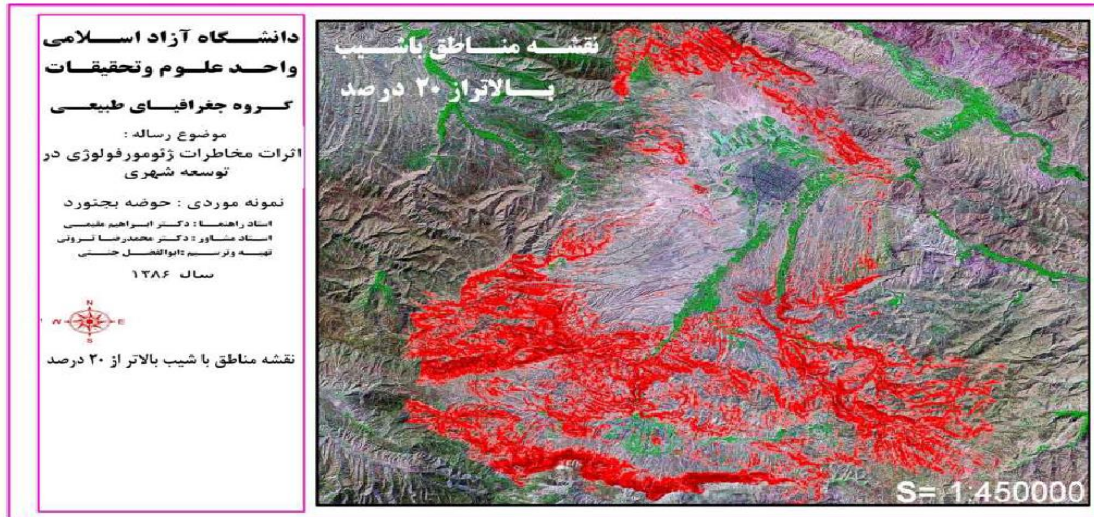 دانشگاه آزاد اسلامی
واحد علوم وتحقیقات
گروه جغرافیای طبیعی
موضوع رساله :
اثرات مخاطرات ژئومورفولوژی در
توسعه شهری
نمونه موردی : حوضه بجنورد
استاد راهنما : دکتر ابراهیم مقیمی
استاد مشاور : دکتر محمدرضا ثروتی
تهیه وترسیم :ابوالفضل جنتی
سال ۱۳۸۶
N
W E
S
نقشه مناطق با شیب بالاتر از ۲۰ درصد
نقشه مناطق باشیب
بالاتراز ۲۰ درصد
S= 1:450000